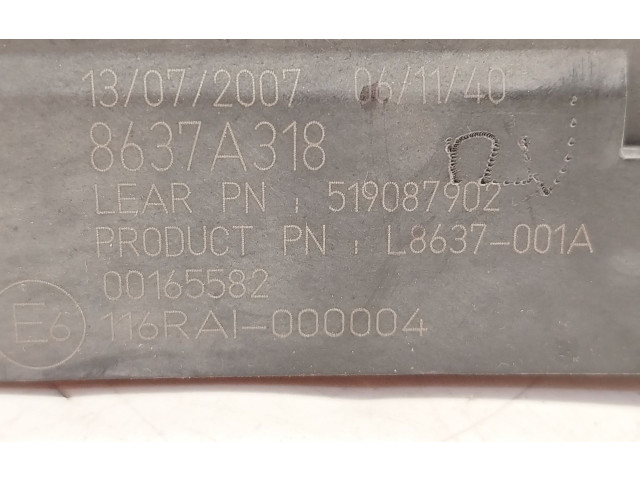 13/07/2007 06/11/40
8637A318
LEAR PN : 519087902
PRODUCT PN : L8637-001A
00165582
E6 116RAI-000004